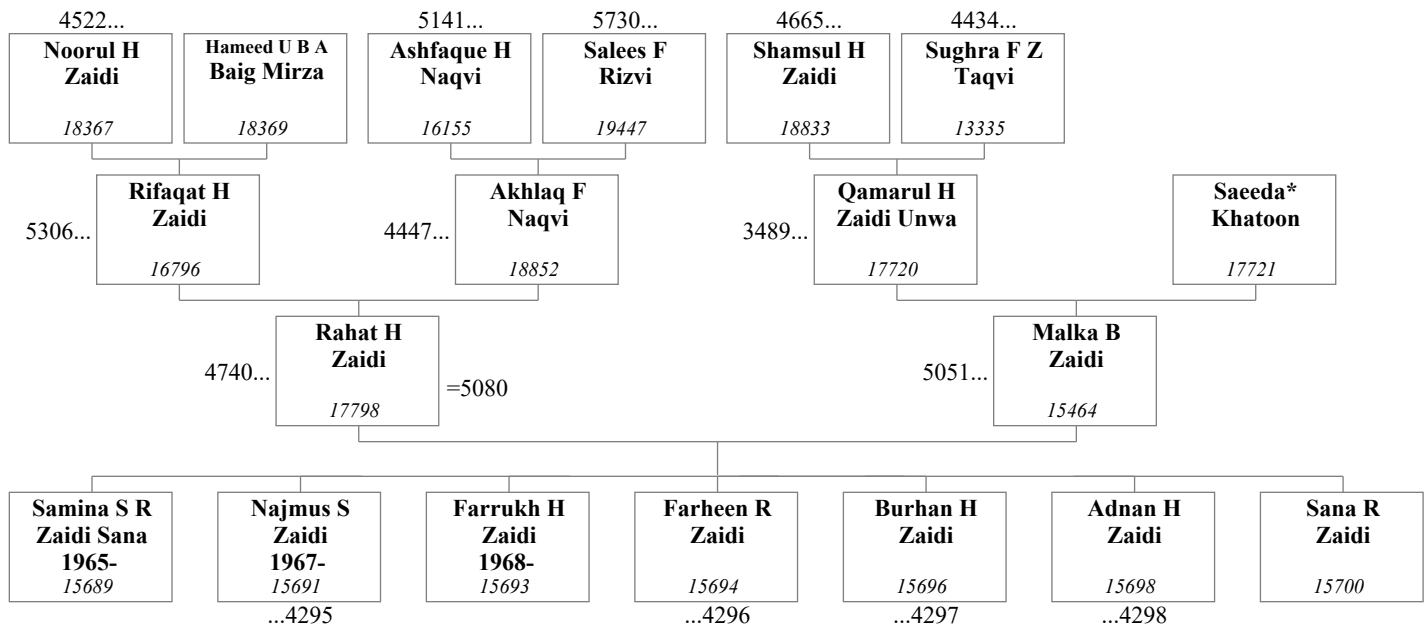 4522...
5141...
5730...
4665...
4434...
Noorul H
Zaidi
18367
Hameed U B A
Baig Mirza
18369
Ashfaque H
Naqvi
16155
Salees F
Rizvi
19447
Shamsul H
Zaidi
18833
Sughra F Z
Taqvi
13335
5306...
Rifaqat H
Zaidi
16796
4447...
Akhlaq F
Naqvi
18852
3489...
Qamarul H
Zaidi Unwa
17720
Saeeda*
Khatoon
17721
4740...
Rahat H
Zaidi
17798
=5080
5051...
Malka B
Zaidi
15464
Samina S R
Zaidi Sana
1965-
15689
Najmus S
Zaidi
1967-
15691
...4295
Farrukh H
Zaidi
1968-
15693
Farheen R
Zaidi
15694
...4296
Burhan H
Zaidi
15696
...4297
Adnan H
Zaidi
15698
...4298
Sana R
Zaidi
15700